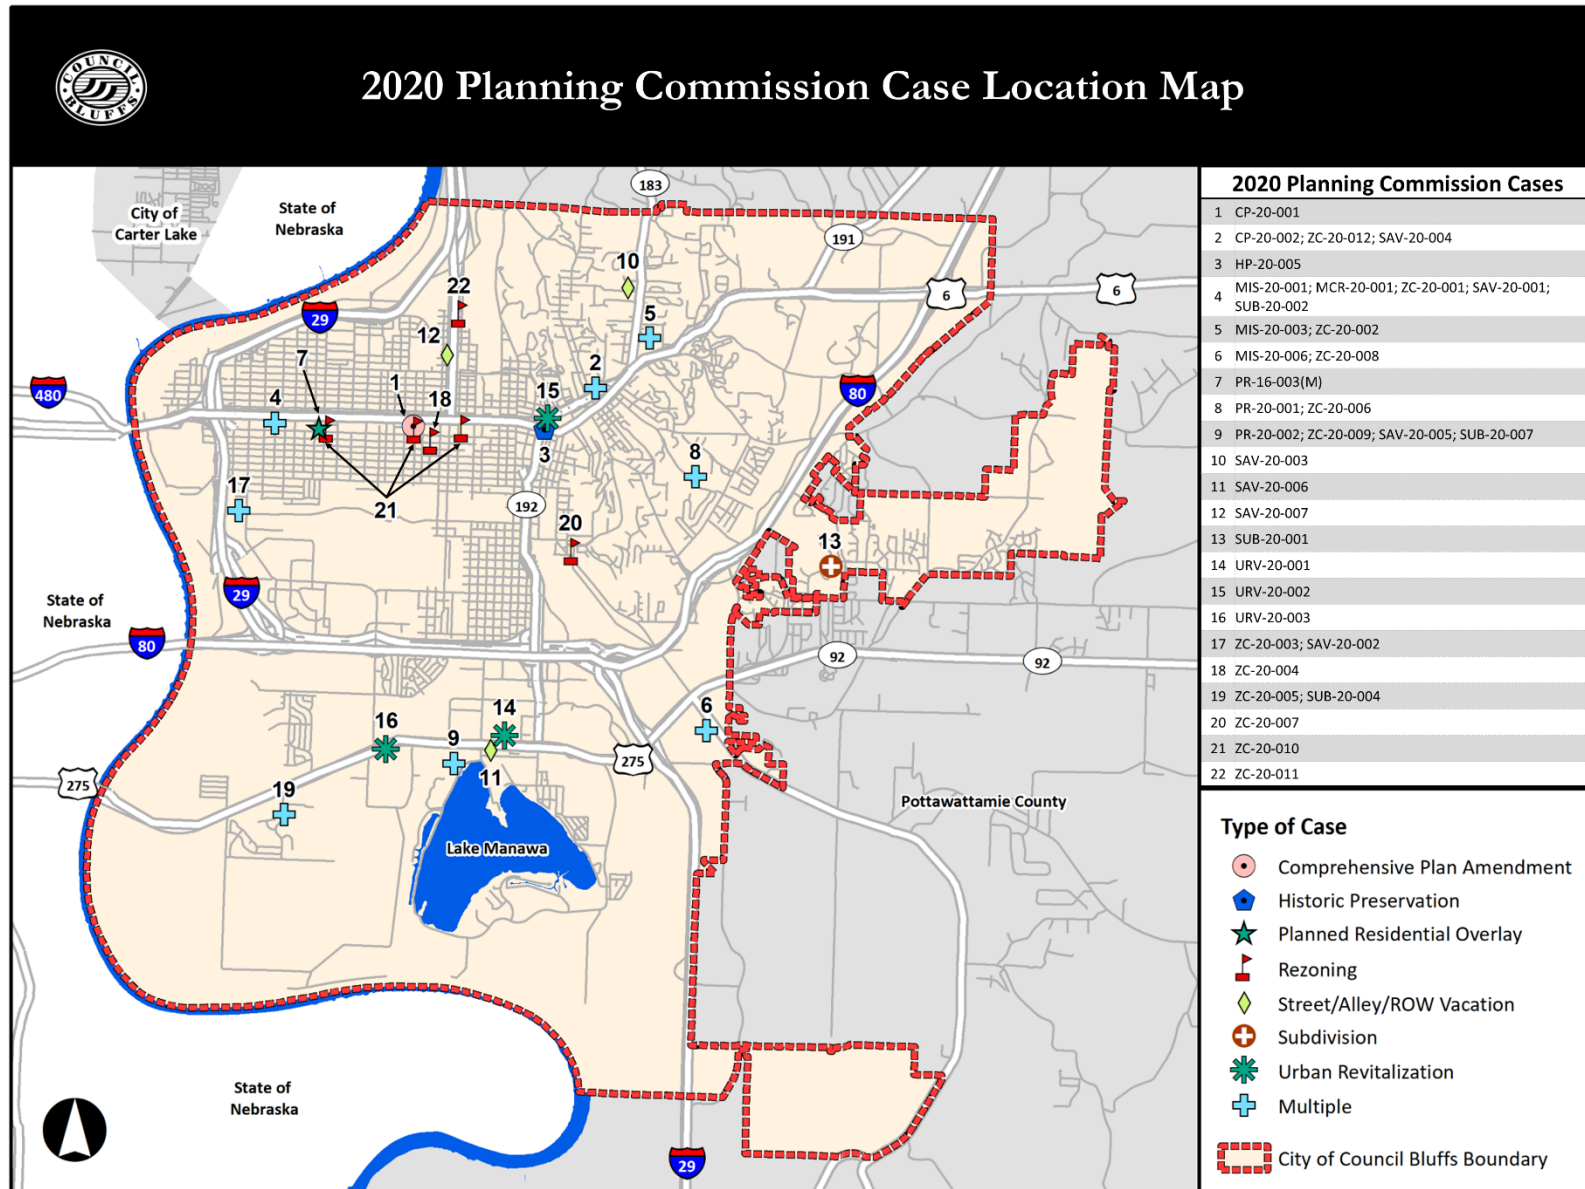 COUNCIL
BLUFFS
2020 Planning Commission Case Location Map
City of
Carter Lake
State of
Nebraska
183
191
10
22
6
6
29
5
12
7
2
480
1
15
80
4
18
3
8
17
21
192
20
13
29
State of
Nebraska
80
92
92
14
6
16
9
275
275
11
19
Pottawattamie County
Lake Manawa
State of
Nebraska
29
2020 Planning Commission Cases
1 CP-20-001
2 CP-20-002; ZC-20-012; SAV-20-004
3 HP-20-005
4 MIS-20-001; MCR-20-001; ZC-20-001; SAV-20-001;
SUB-20-002
5 MIS-20-003; ZC-20-002
6 MIS-20-006; ZC-20-008
7 PR-16-003(M)
8 PR-20-001; ZC-20-006
9 PR-20-002; ZC-20-009; SAV-20-005; SUB-20-007
10 SAV-20-003
11 SAV-20-006
12 SAV-20-007
13 SUB-20-001
14 URV-20-001
15 URV-20-002
16 URV-20-003
17 ZC-20-003; SAV-20-002
18 ZC-20-004
19 ZC-20-005; SUB-20-004
20 ZC-20-007
21 ZC-20-010
22 ZC-20-011
Type of Case
Comprehensive Plan Amendment
Historic Preservation
Planned Residential Overlay
Rezoning
Street/Alley/ROW Vacation
Subdivision
Urban Revitalization
Multiple
City of Council Bluffs Boundary